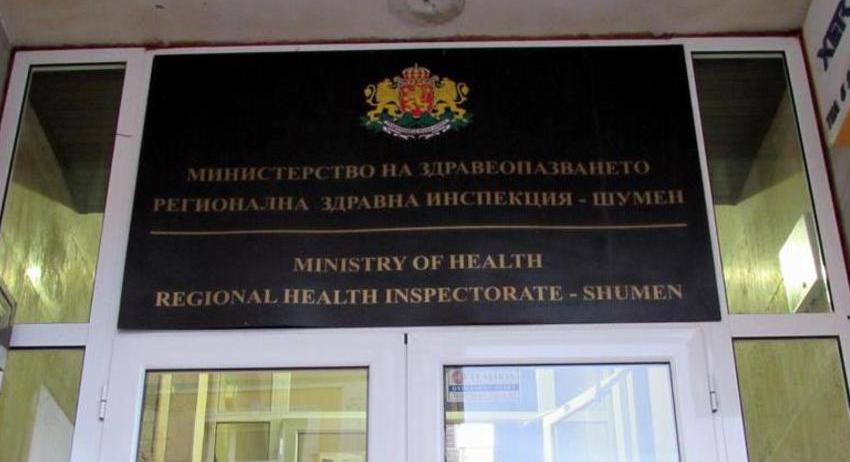 МИНИСТЕРСТВО НА ЗДРАВЕОПАЗВАНЕТО
РЕГИОНАЛНА ЗДРАВНА ИНСПЕКЦИЯ - ШУМЕН
MINISTRY OF HEALTH
REGIONAL HEALTH INSPECTORATE - SHUMEN